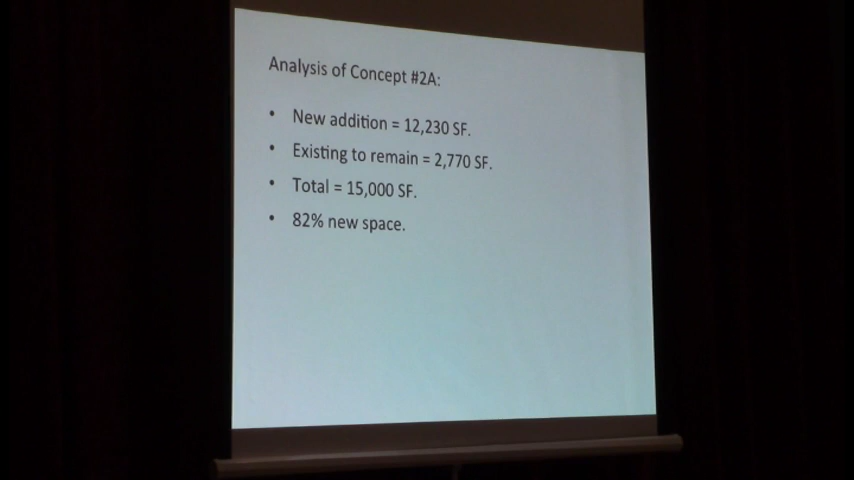 Analysis of Concept #2A:
• New addition = 12,230 SF.
• Existing to remain = 2,770 SF.
• Total = 15,000 SF.
• 82% new space.